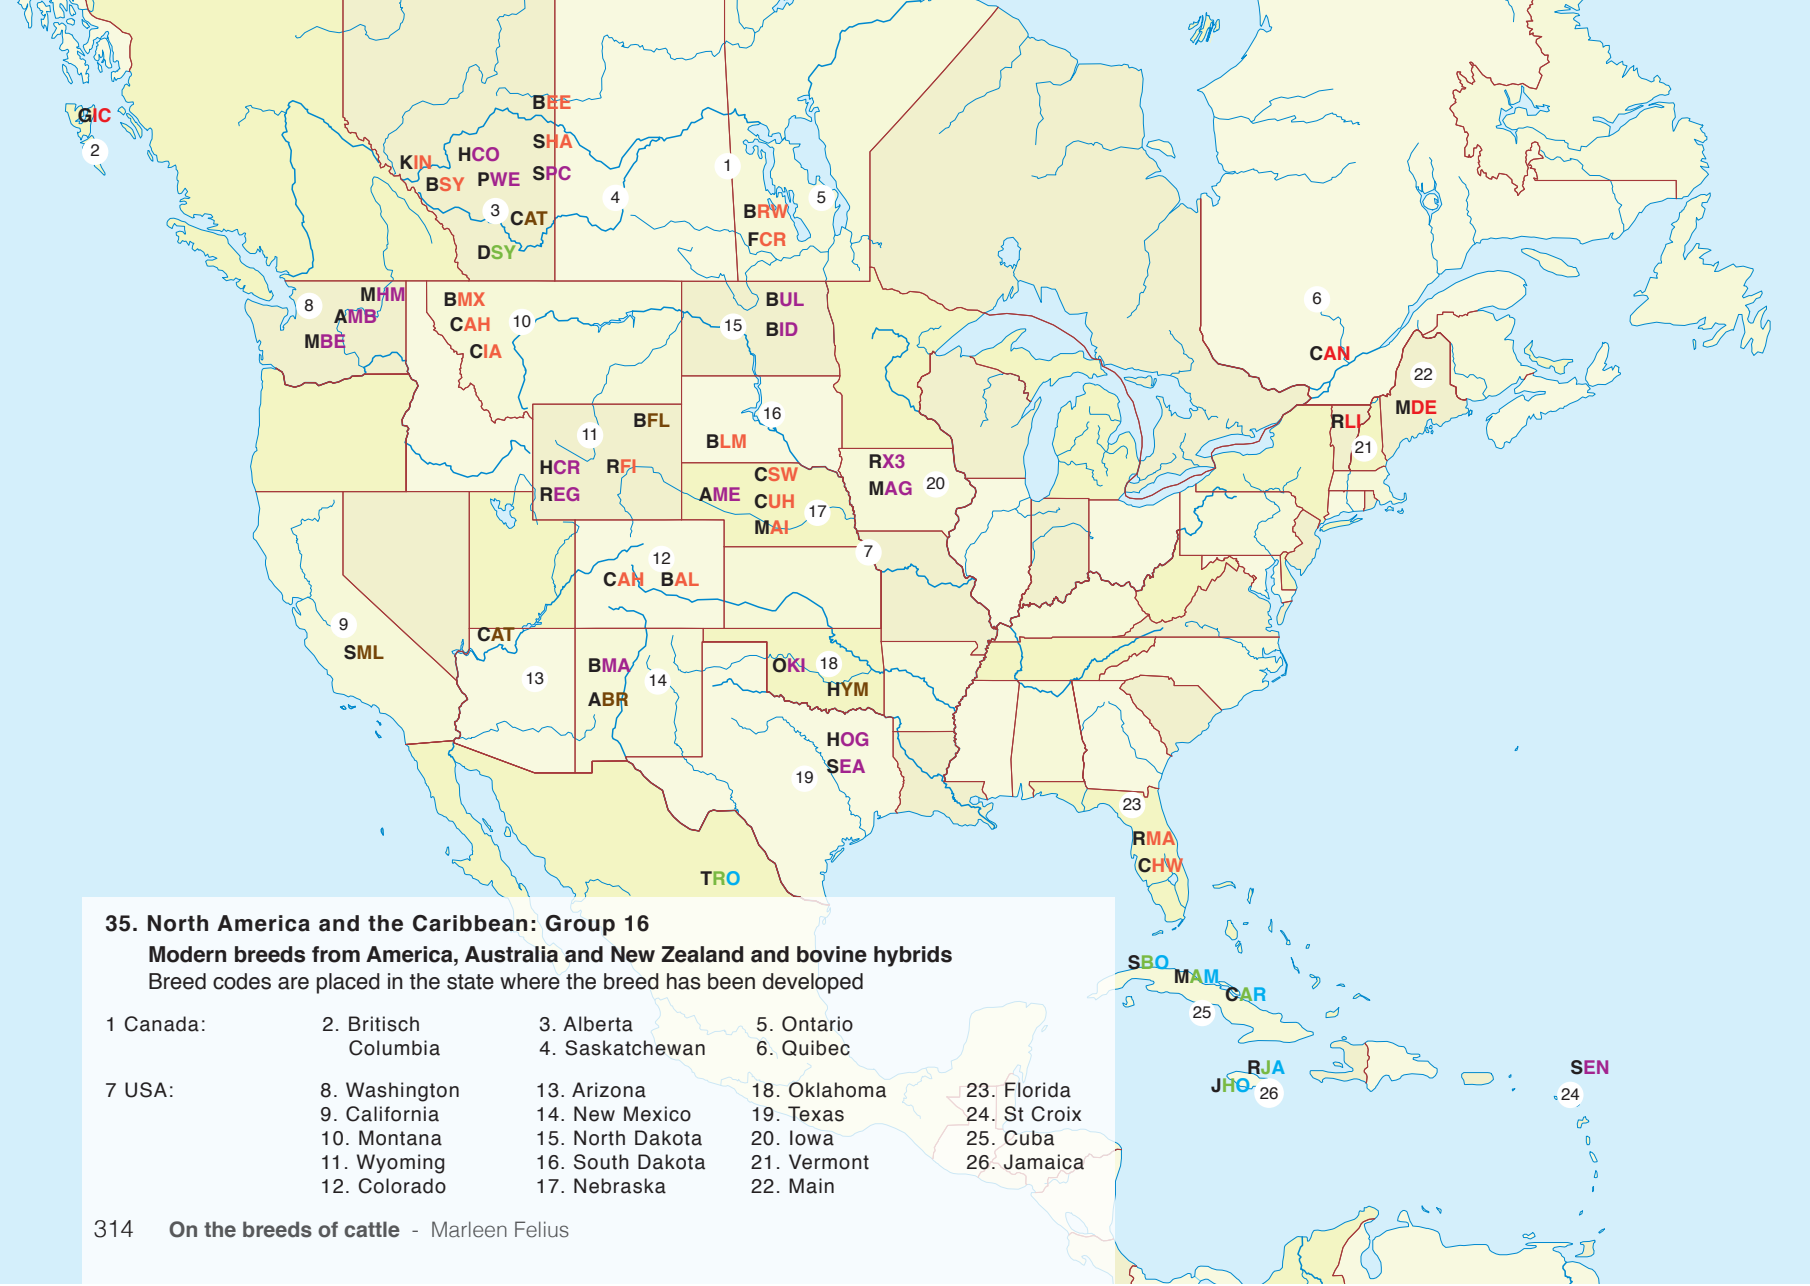 BEE
GIC
SHA
2
HCO
KIN
1
SPC
PWE
BSY
4
5
3
CAT
BRW
FCR
DSY
MHM
BMX
BUL
6
8
AMB
CAH
10
15
BID
MBE
CIA
CAN
22
MDE
16
BFL
RLI
11
BLM
21
HCR
RFI
RX3
CSW
REG
AME
MAG
20
CUH
17
MAI
7
12
CAH BAL
9
CAT
SML
BMA
OKI
18
13
14
HYM
ABR
HOG
SEA
19
23
RMA
CHW
TRO
35. North America and the Caribbean: Group 16
Modern breeds from America, Australia and New Zealand and bovine hybrids
Breed codes are placed in the state where the breed has been developed
SBO
MAM
CAR
25
RJA
JHO
26
SEN
24
1 Canada: 2. Britisch 3. Alberta 5. Ontario
Columbia 4. Saskatchewan 6. Quibec
7 USA: 8. Washington 13. Arizona 18. Oklahoma 23. Florida
9. California 14. New Mexico 19. Texas 24. St Croix
10. Montana 15. North Dakota 20. Iowa 25. Cuba
11. Wyoming 16. South Dakota 21. Vermont 26. Jamaica
12. Colorado 17. Nebraska 22. Main
314 On the breeds of cattle - Marleen Felius